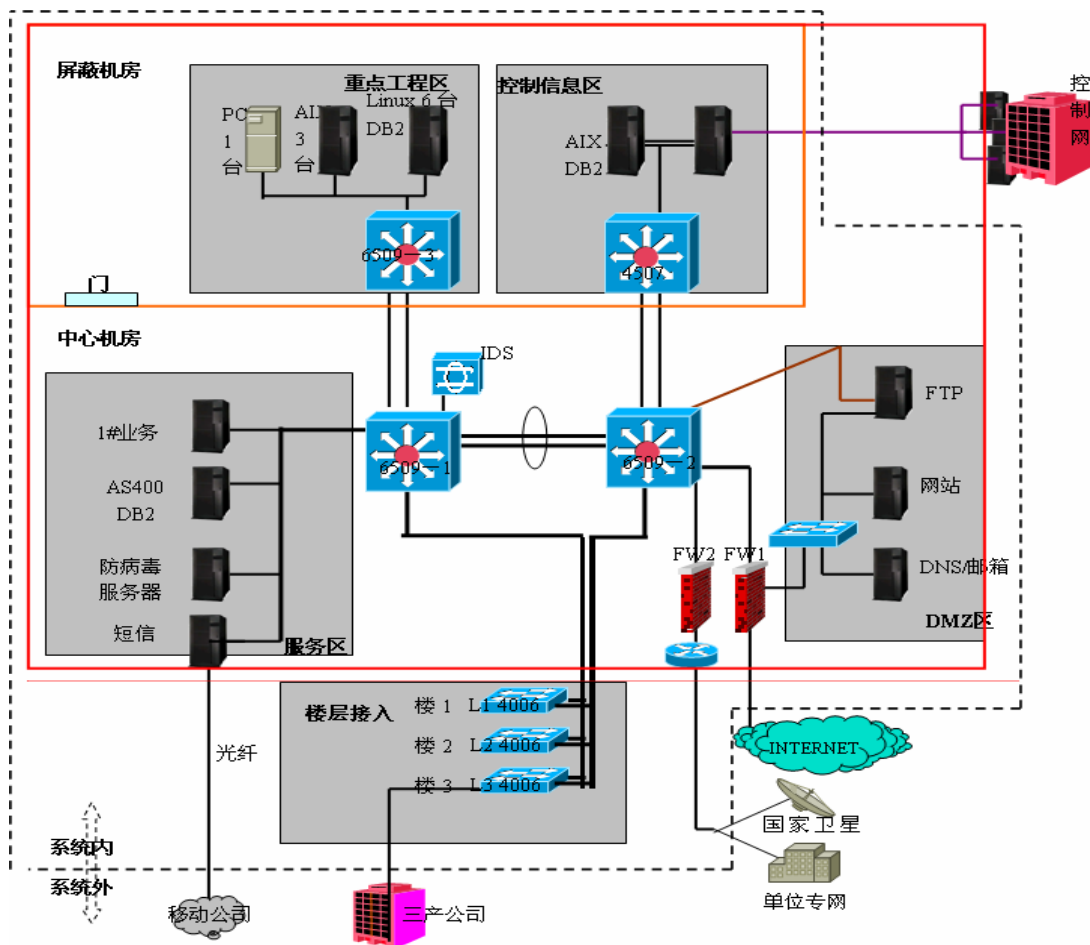 屏蔽机房
重点工程区
PC
1
台
AIX
3
台
Linux 6 台
DB2
6509－3
控制信息区
AIX
DB2
4507
控
制
网
门
中心机房
IDS
1#业务
AS400
DB2
防病毒
服务器
短信
服务区
6509－1
6509－2
FW2
FW1
FTP
网站
DNS/邮箱
DMZ区
楼层接入
楼 1
L1 4006
楼 2
L2 4006
楼 3
L3 4006
光纤
INTERNET
国家卫星
单位专网
系统内
系统外
移动公司
三产公司